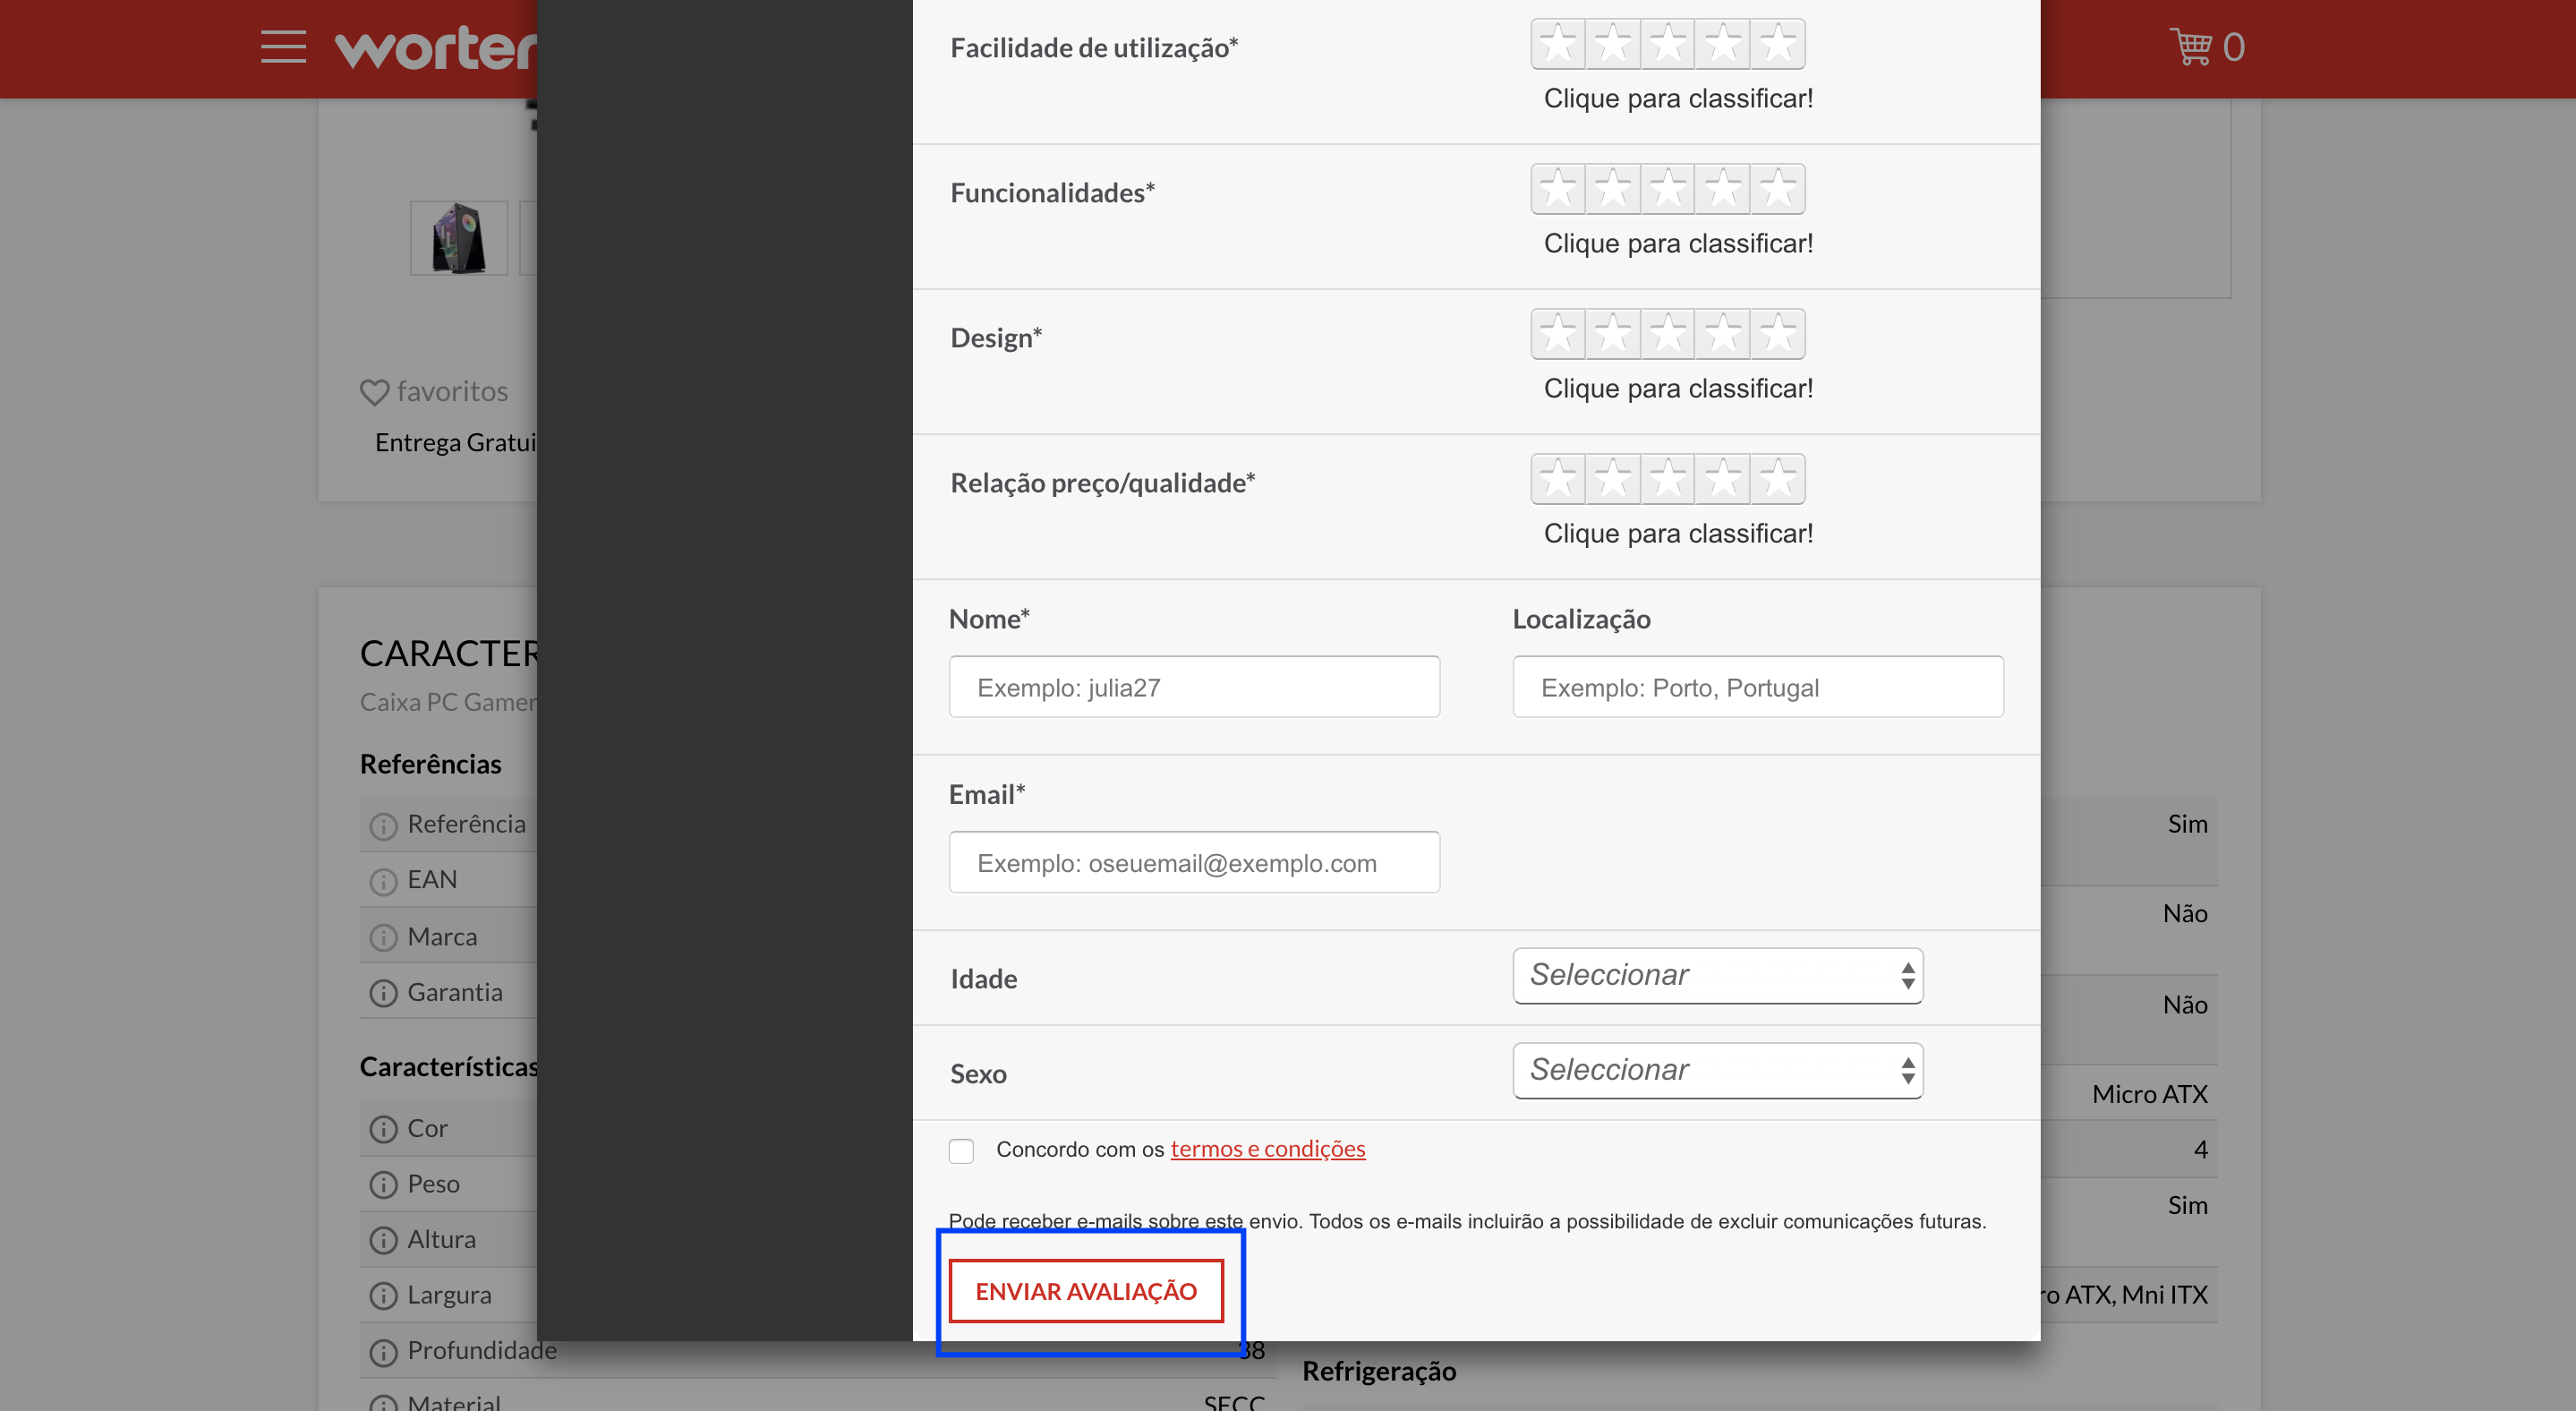 worten
0
favoritos
Entrega Gratui
CARACTER
Caixa PC Gamer
Referências
Referência
EAN
Marca
Garantia
Características
Cor
Peso
Altura
Largura
Profundidade
38
Material
SECC
Facilidade de utilização*
Clique para classificar!
Funcionalidades*
Clique para classificar!
Design*
Clique para classificar!
Relação preço/qualidade*
Clique para classificar!
Nome*
Localização
Exemplo: julia27
Exemplo: Porto, Portugal
Email*
Exemplo: oseuemail@exemplo.com
Idade
Seleccionar
Sexo
Seleccionar
Concordo com os termos e condições
Pode receber e-mails sobre este envio. Todos os e-mails incluirão a possibilidade de excluir comunicações futuras.
ENVIAR AVALIAÇÃO
Sim
Não
Não
Micro ATX
4
Sim
ro ATX, Mni ITX
Refrigeração